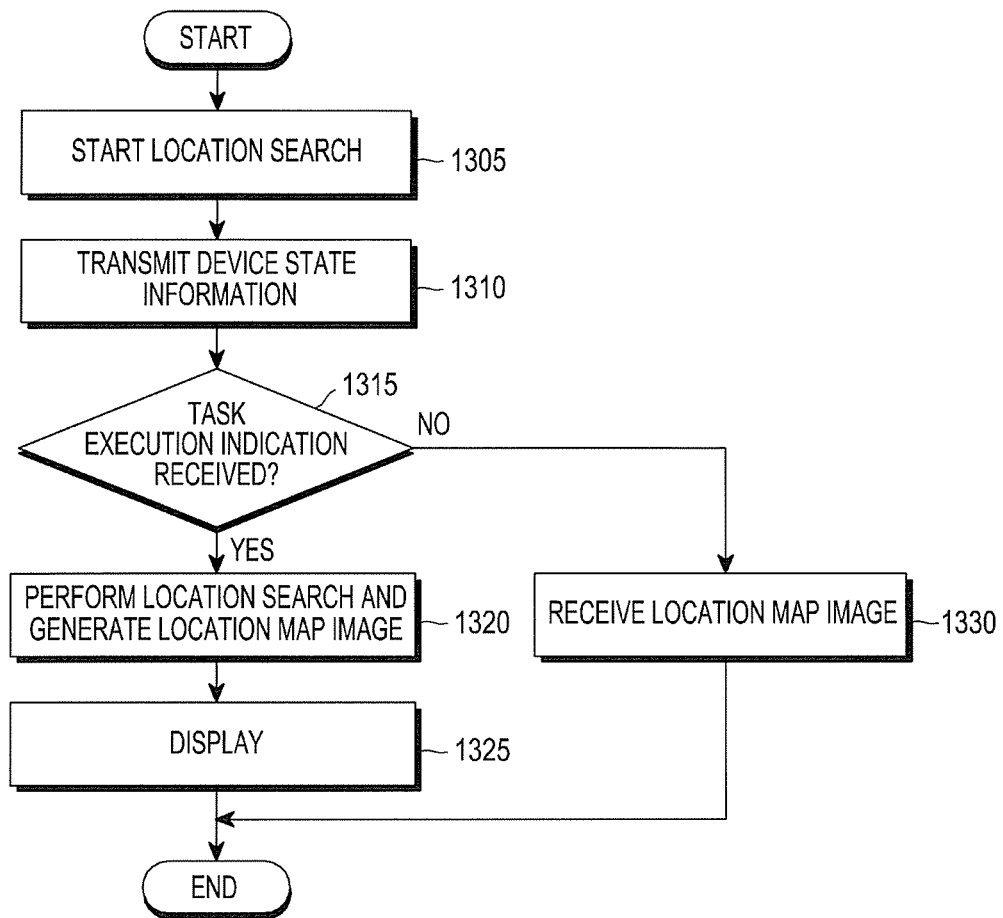 START
START LOCATION SEARCH
1305
TRANSMIT DEVICE STATE
INFORMATION
1310
1315
TASK
EXECUTION INDICATION
RECEIVED?
NO
YES
PERFORM LOCATION SEARCH AND
GENERATE LOCATION MAP IMAGE
1320
RECEIVE LOCATION MAP IMAGE
1330
DISPLAY
1325
END